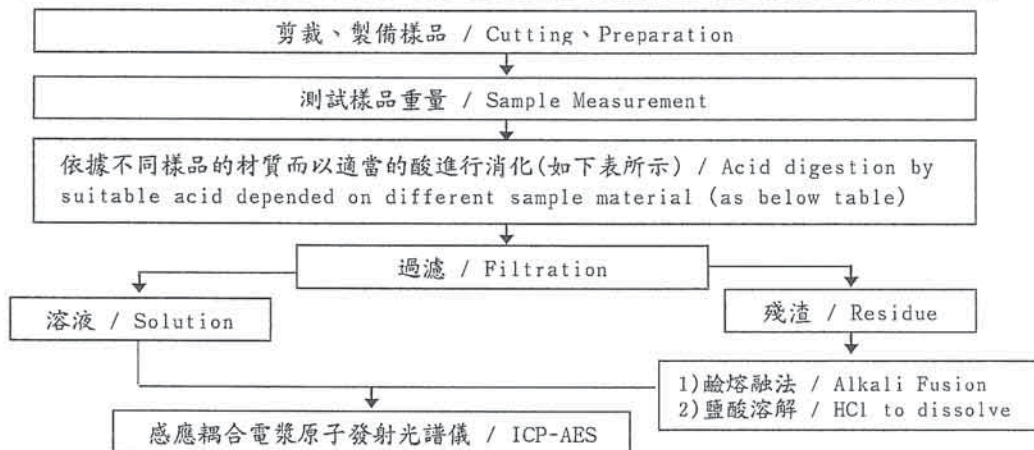 剪裁、製備樣品 / Cutting、Preparation
測試樣品重量 / Sample Measurement
依據不同樣品的材質而以適當的酸進行消化(如下表所示) / Acid digestion by
suitable acid depended on different sample material (as below table)
過濾 / Filtration
溶液 / Solution
殘渣 / Residue
1)鹼熔融法 / Alkali Fusion
2)鹽酸溶解 / HCl to dissolve
感應耦合電漿原子發射光譜儀 / ICP-AES